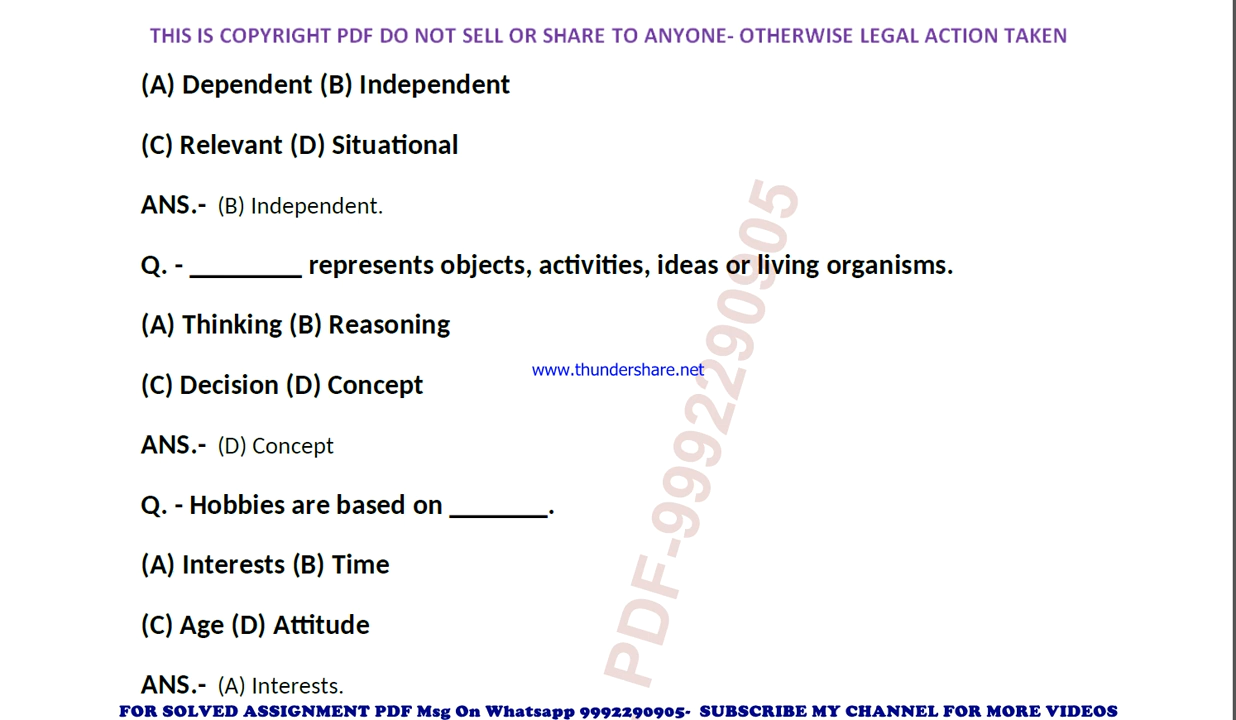 THIS IS COPYRIGHT PDF DO NOT SELL OR SHARE TO ANYONE- OTHERWISE LEGAL ACTION TAKEN
(A) Dependent (B) Independent
(C) Relevant (D) Situational
ANS.- (B) Independent.
Q. - ________ represents objects, activities, ideas or living organisms.
(A) Thinking (B) Reasoning
www.thundershare.net
(C) Decision (D) Concept
ANS.- (D) Concept
Q. - Hobbies are based on _______.
(A) Interests (B) Time
(C) Age (D) Attitude
ANS.- (A) Interests.
PDF-9992290905
FOR SOLVED ASSIGNMENT PDF Msg On Whatsapp 9992290905- SUBSCRIBE MY CHANNEL FOR MORE VIDEOS